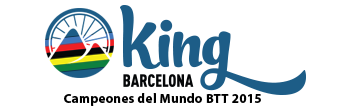 King
BARCELONA
Campeones del Mundo BTT 2015